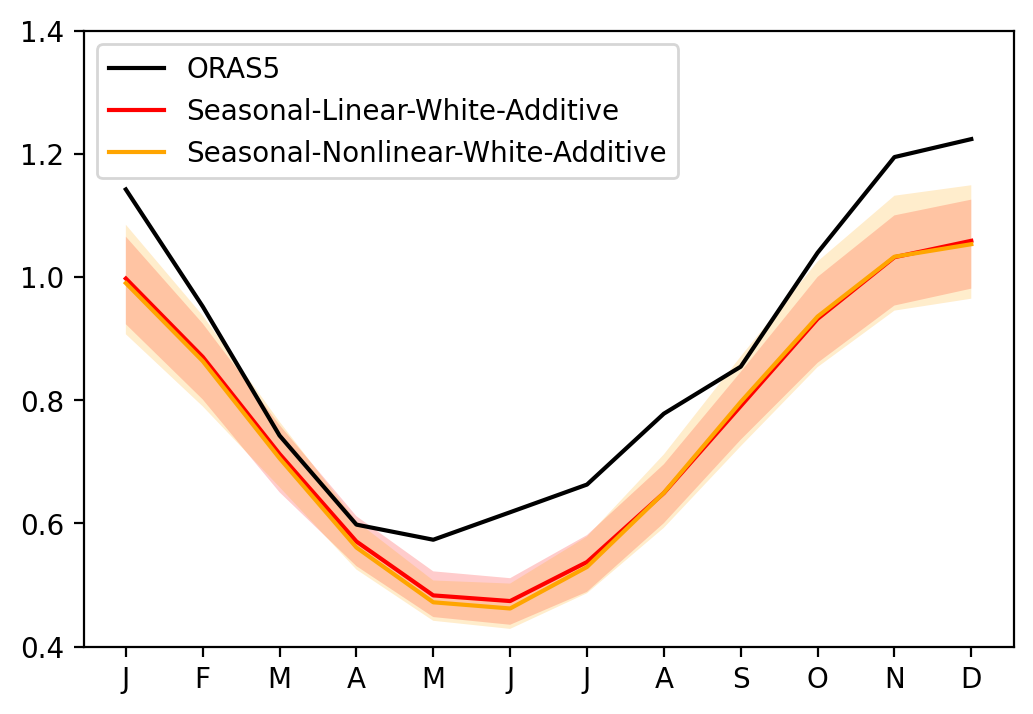 1.4
1.2
1.0
0.8
0.6
0.4
ORAS5
Seasonal-Linear-White-Additive
Seasonal-Nonlinear-White-Additive
J F M A M J J A S O N D